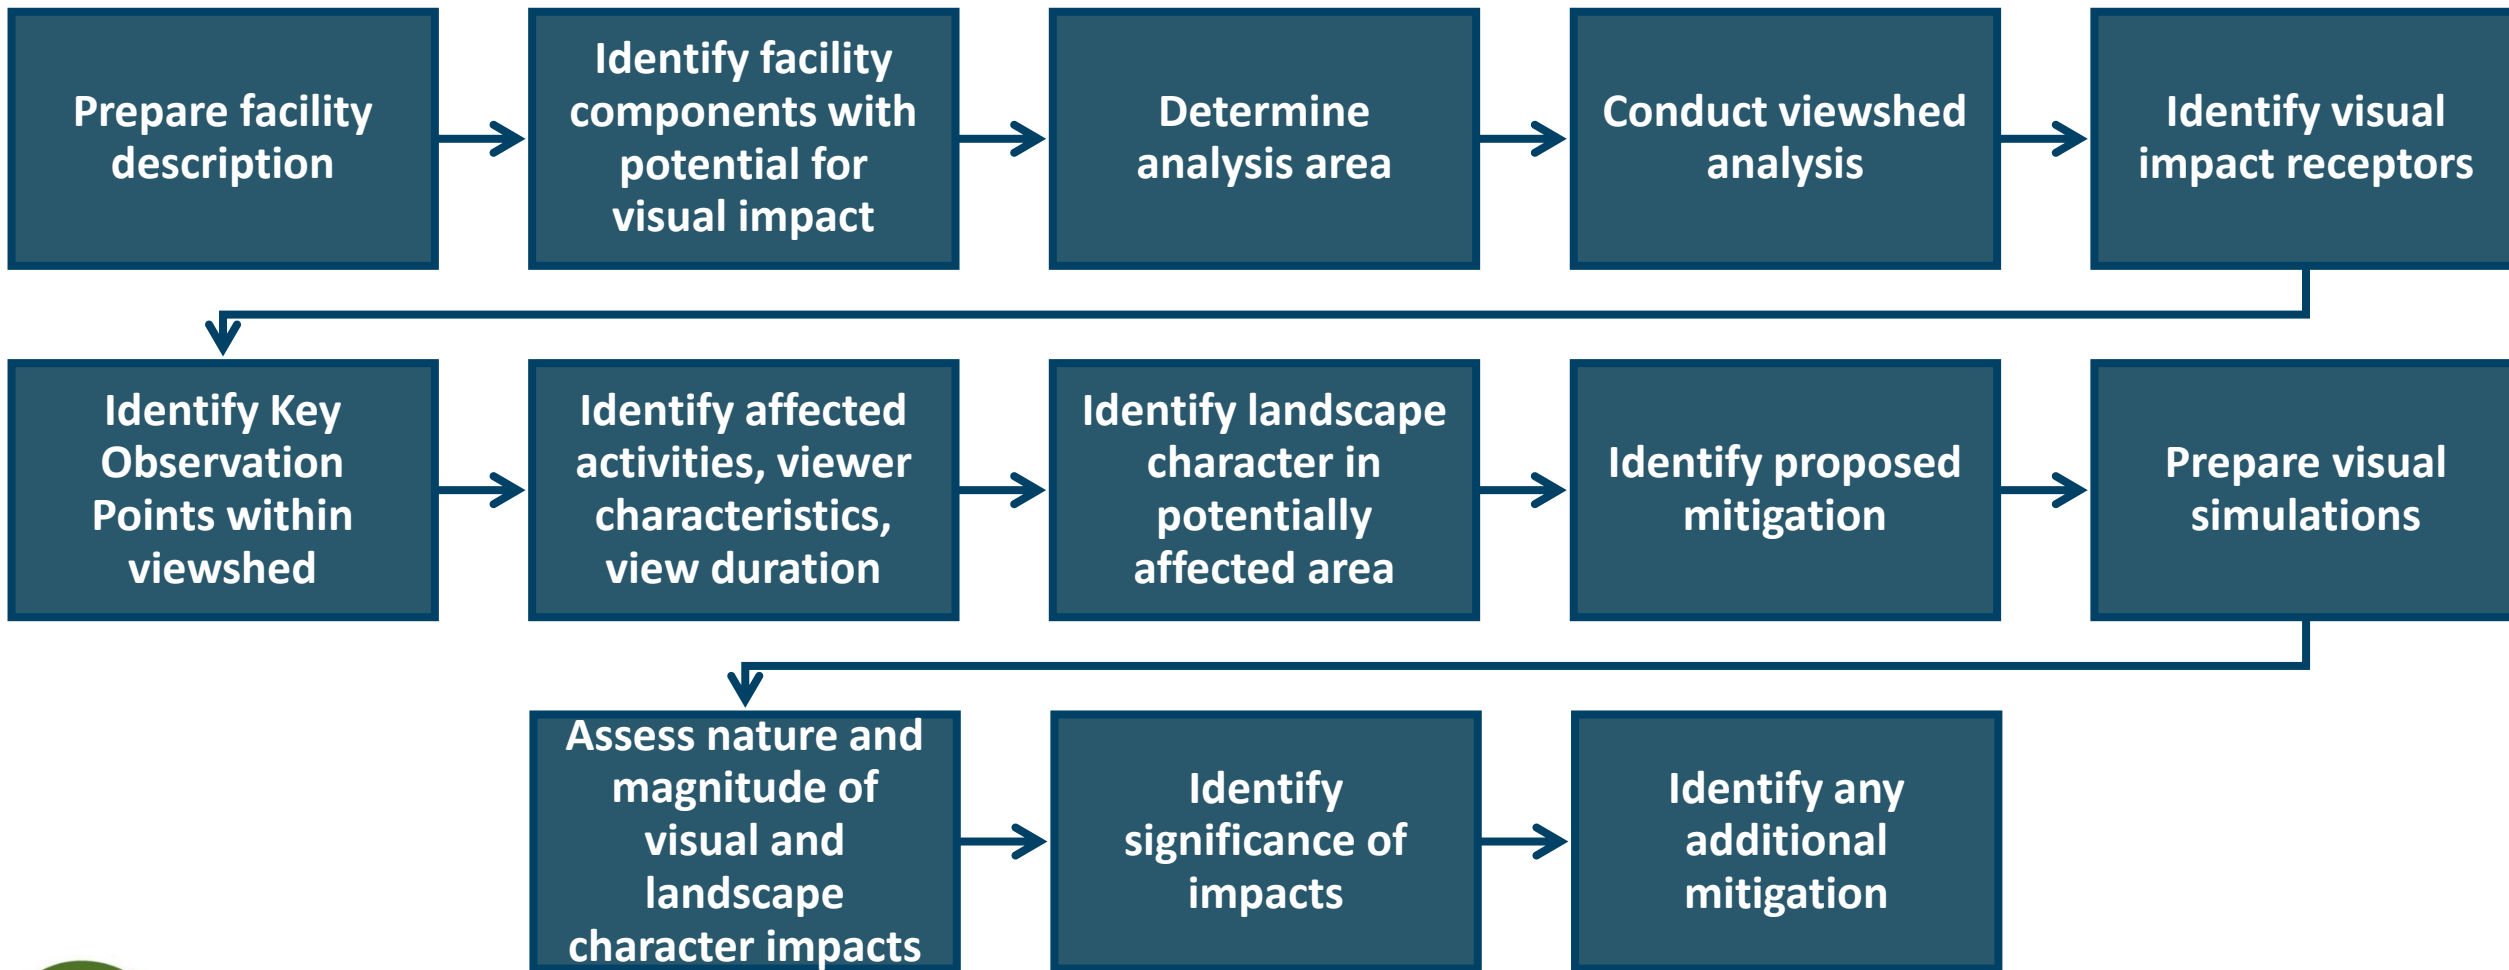 Prepare facility
description
Identify facility
components with
potential for
visual impact
Determine
analysis area
Conduct viewshed
analysis
Identify visual
impact receptors
Identify Key
Observation
Points within
viewshed
Identify affected
activities, viewer
characteristics,
view duration
Identify landscape
character in
potentially
affected area
Identify proposed
mitigation
Prepare visual
simulations
Assess nature and
magnitude of
visual and
landscape
character impacts
Identify
significance of
impacts
Identify any
additional
mitigation